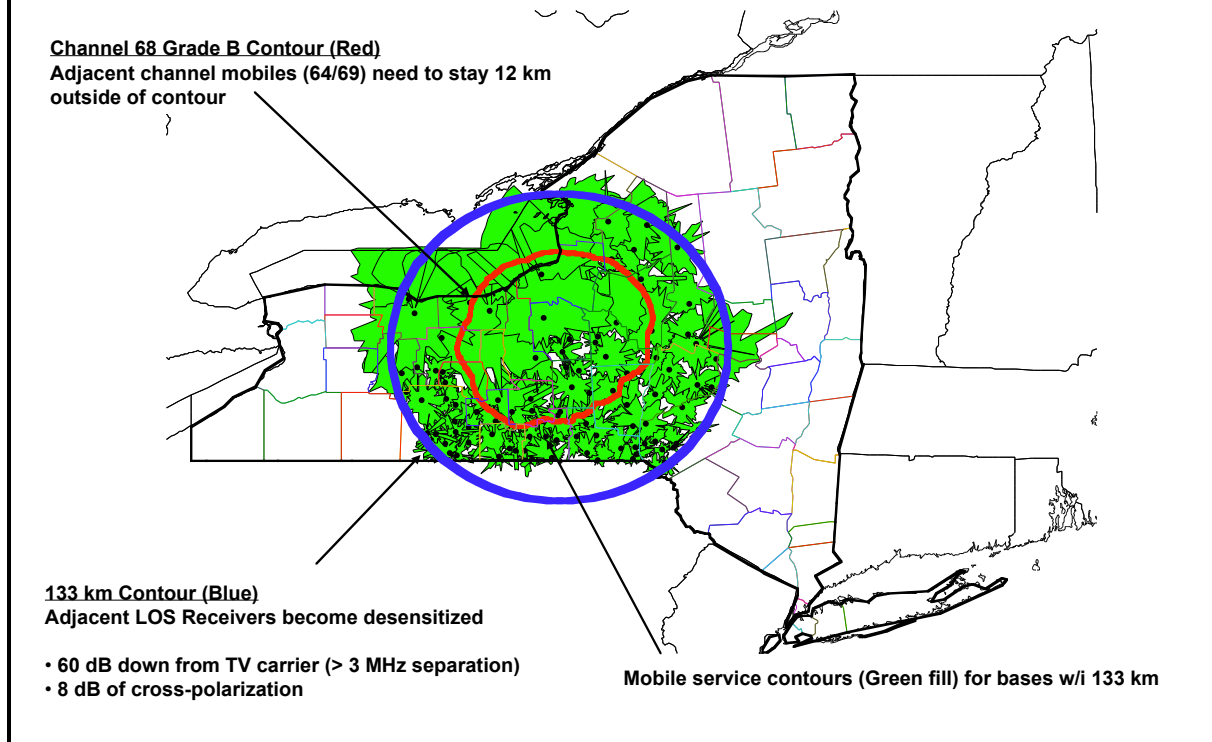 Channel 68 Grade B Contour (Red)
Adjacent channel mobiles (64/69) need to stay 12 km
outside of contour
133 km Contour (Blue)
Adjacent LOS Receivers become desensitized
• 60 dB down from TV carrier (> 3 MHz separation)
• 8 dB of cross-polarization
Mobile service contours (Green fill) for bases w/i 133 km